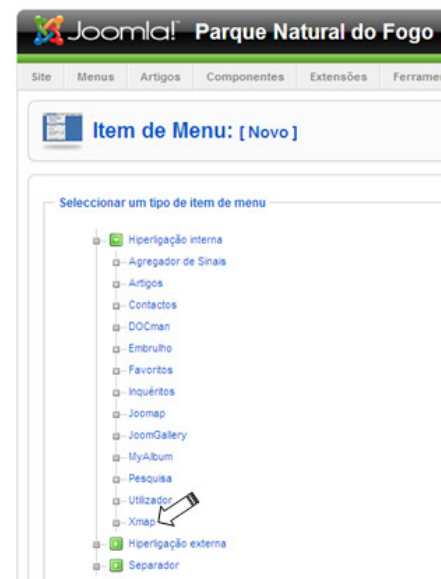 Joomla! Parque Natural do Fogo
Site Menus Artigos Componentes Extensões
Item de Menu: [ Novo ]
Seleccionar um tipo de item de menu
Hiperligação interna
Agregador de Sinais
Artigos
Contactos
DOCman
Embrulho
Favoritos
Inquéritos
Joomap
JoomGallery
MyAlbum
Pesquisa
Utilizador
Xmap
Hiperligação externa
Separador